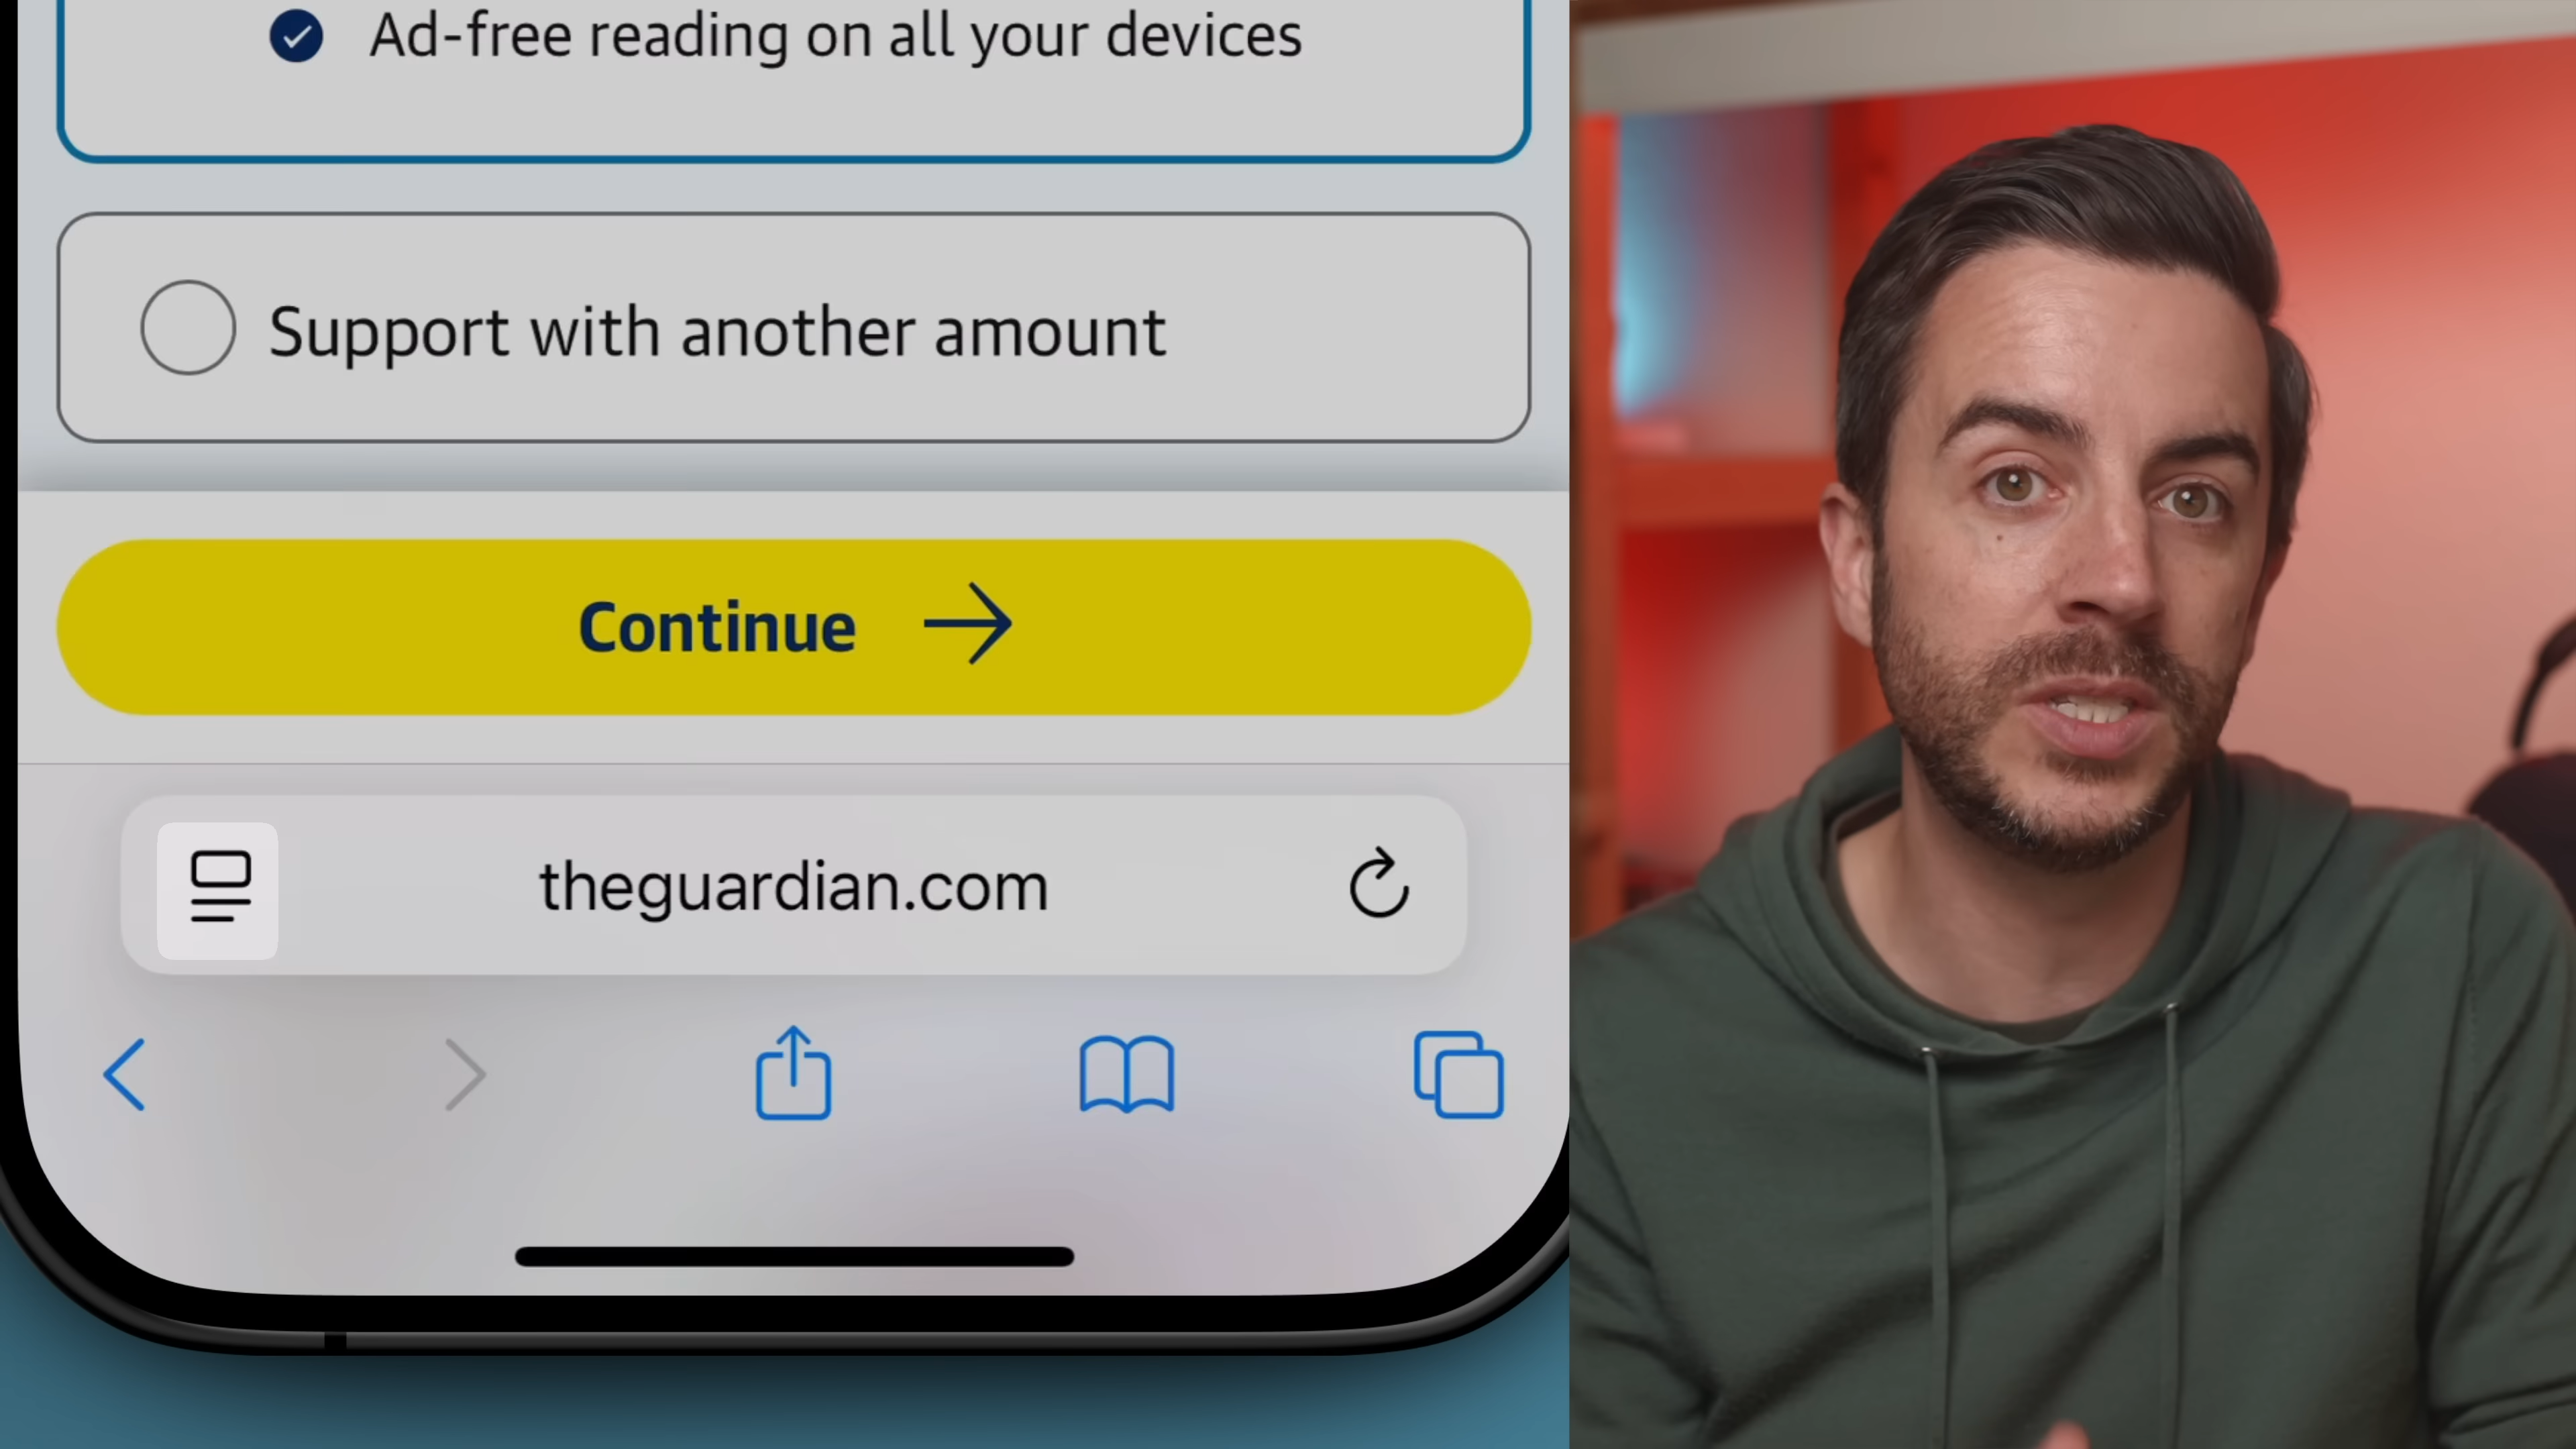 Ad-free reading on all your devices
Support with another amount
Continue
theguardian.com